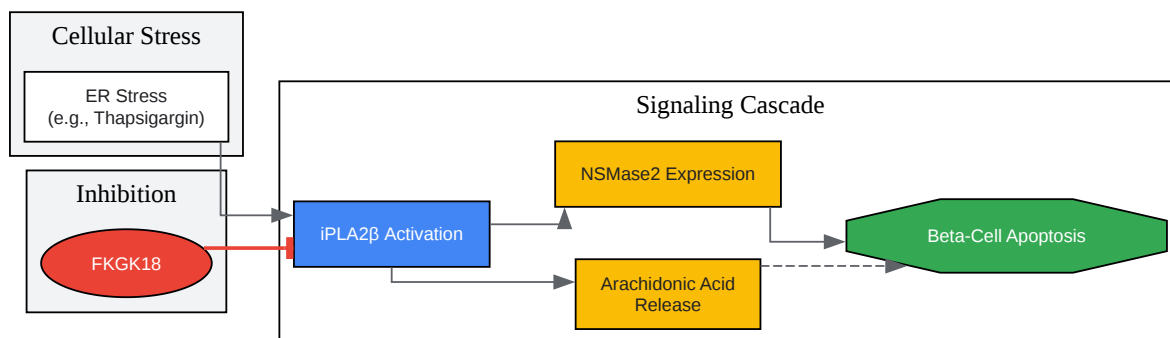 Cellular Stress
ER Stress
(e.g., Thapsigargin)
Signaling Cascade
NSMase2 Expression
Inhibition
iPLA2β Activation
Beta-Cell Apoptosis
FKGK18
Arachidonic Acid
Release